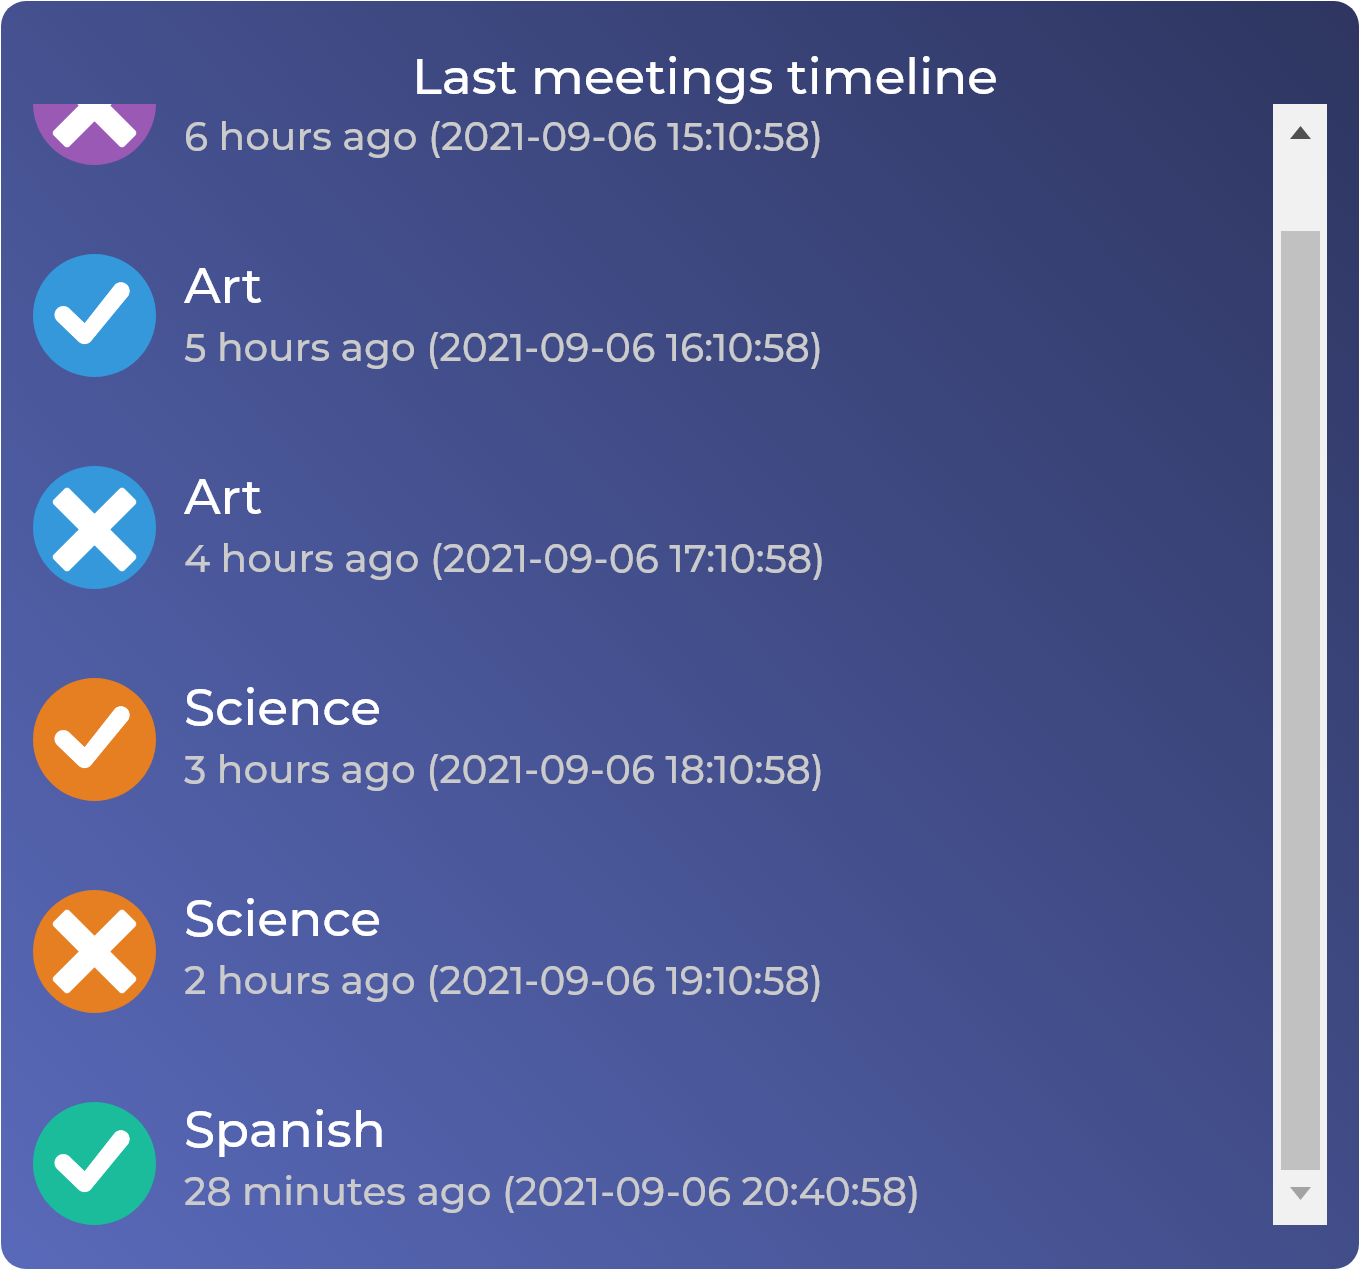 Last meetings timeline
6 hours ago (2021-09-06 15:10:58)
Art
5 hours ago (2021-09-06 16:10:58)
Art
4 hours ago (2021-09-06 17:10:58)
Science
3 hours ago (2021-09-06 18:10:58)
Science
2 hours ago (2021-09-06 19:10:58)
Spanish
28 minutes ago (2021-09-06 20:40:58)